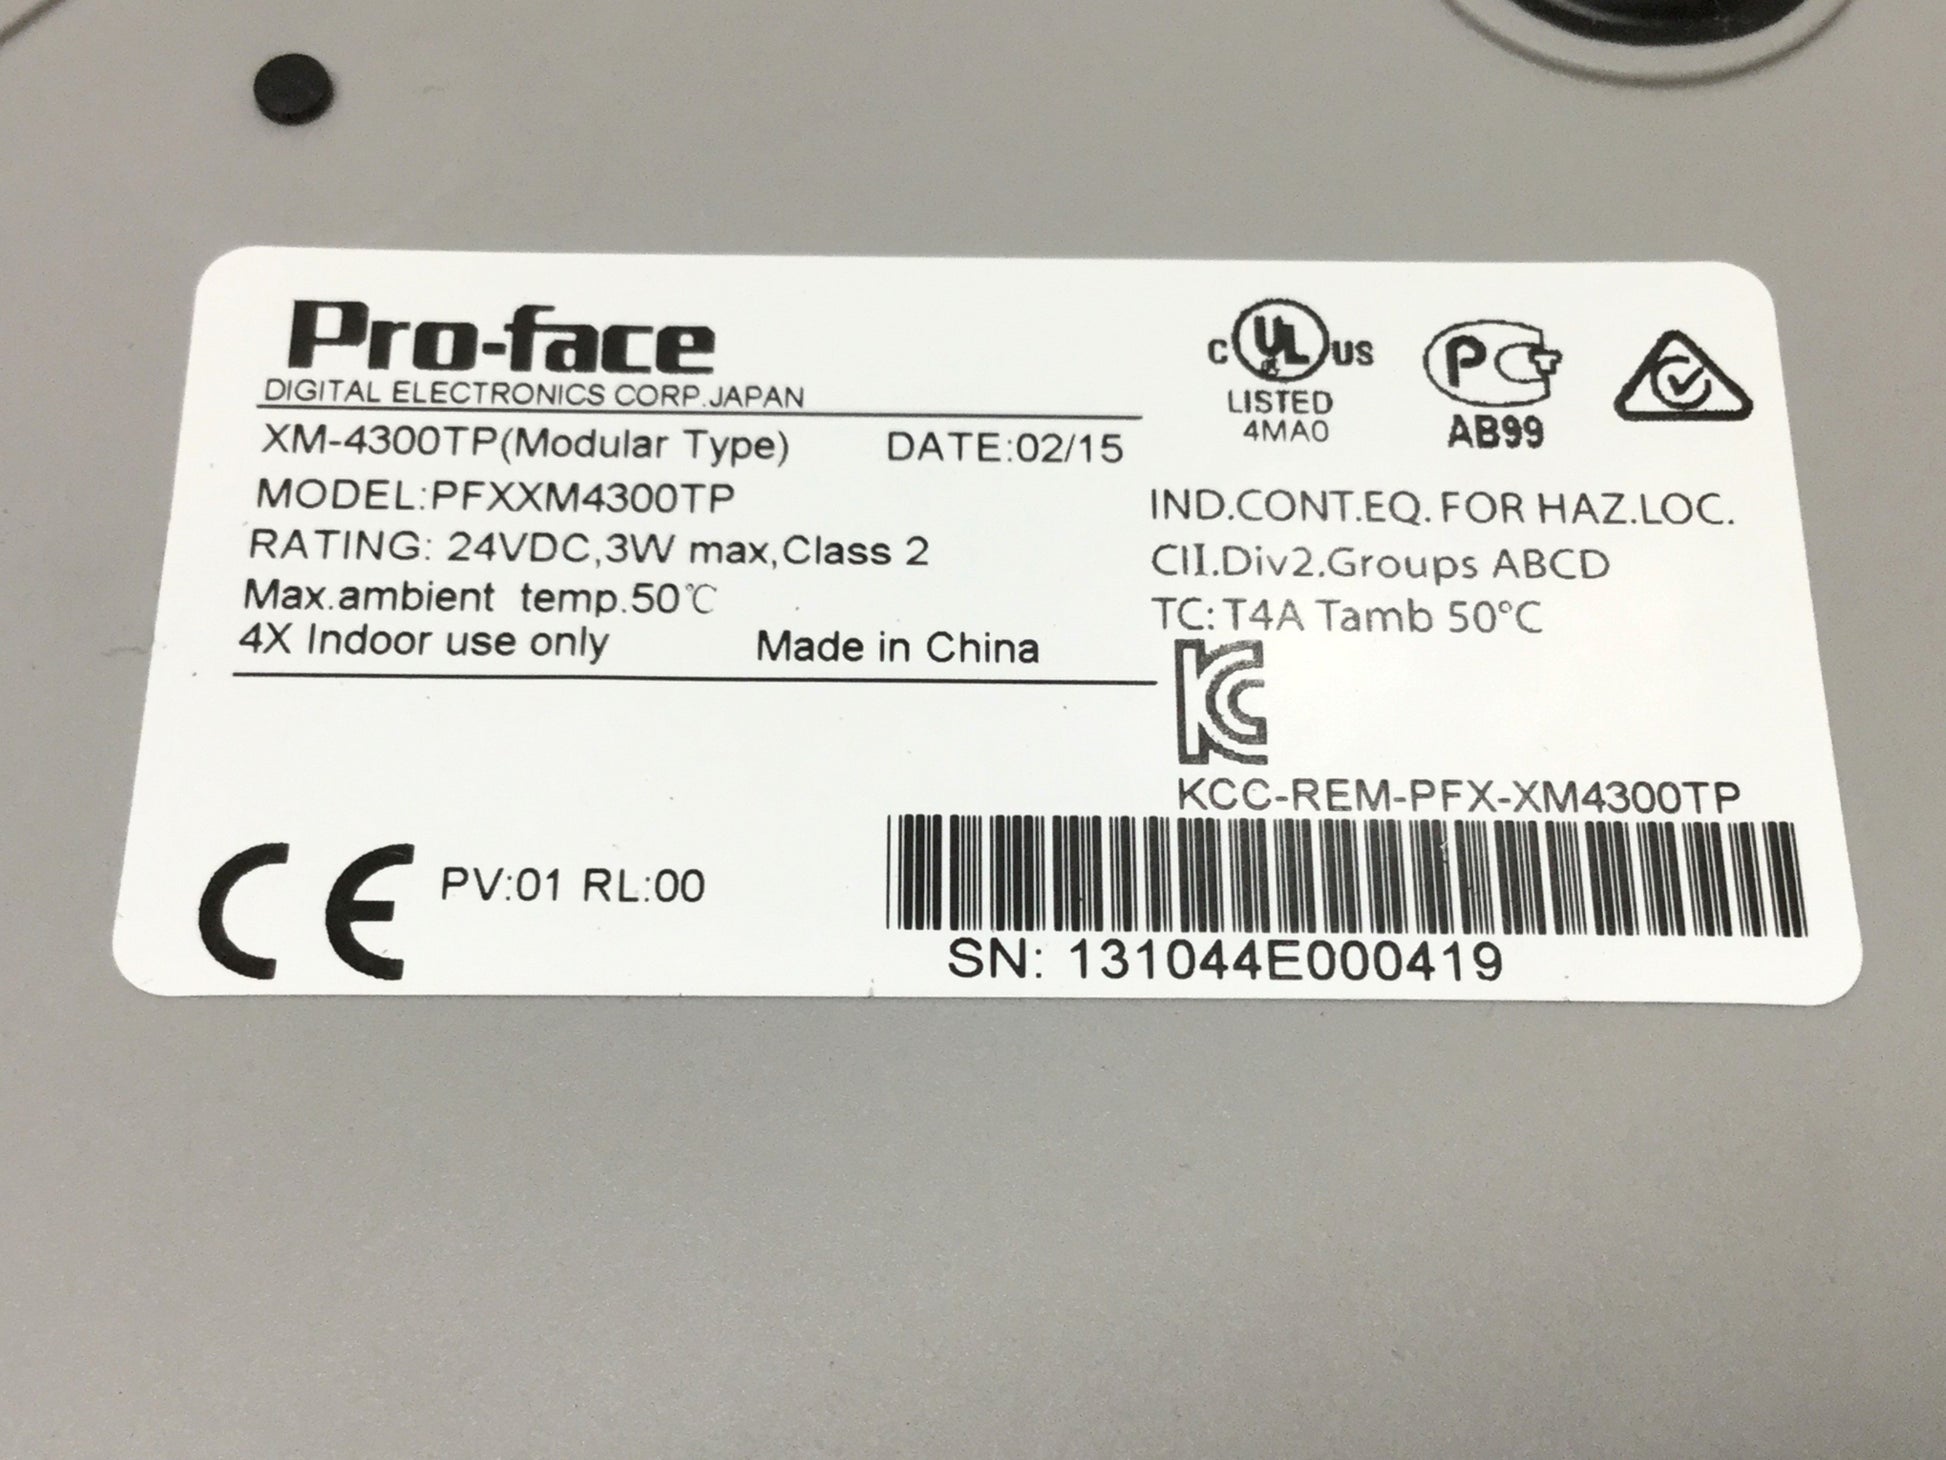 Pro-face
DIGITAL ELECTRONICS CORP.JAPAN
XM-4300TP(Modular Type) DATE:02/15
MODEL:PFXXM4300TP
RATING: 24VDC,3W max,Class 2
Max.ambient temp.50℃
4X Indoor use only Made in China
C UL US
LISTED
4MA0
PCT
AB99
IND.CONT.EQ. FOR HAZ.LOC.
CII.Div2.Groups ABCD
TC: T4A Tamb 50°C
KC
KCC-REM-PFX-XM4300TP
CE PV:01 RL:00
SN: 131044E000419